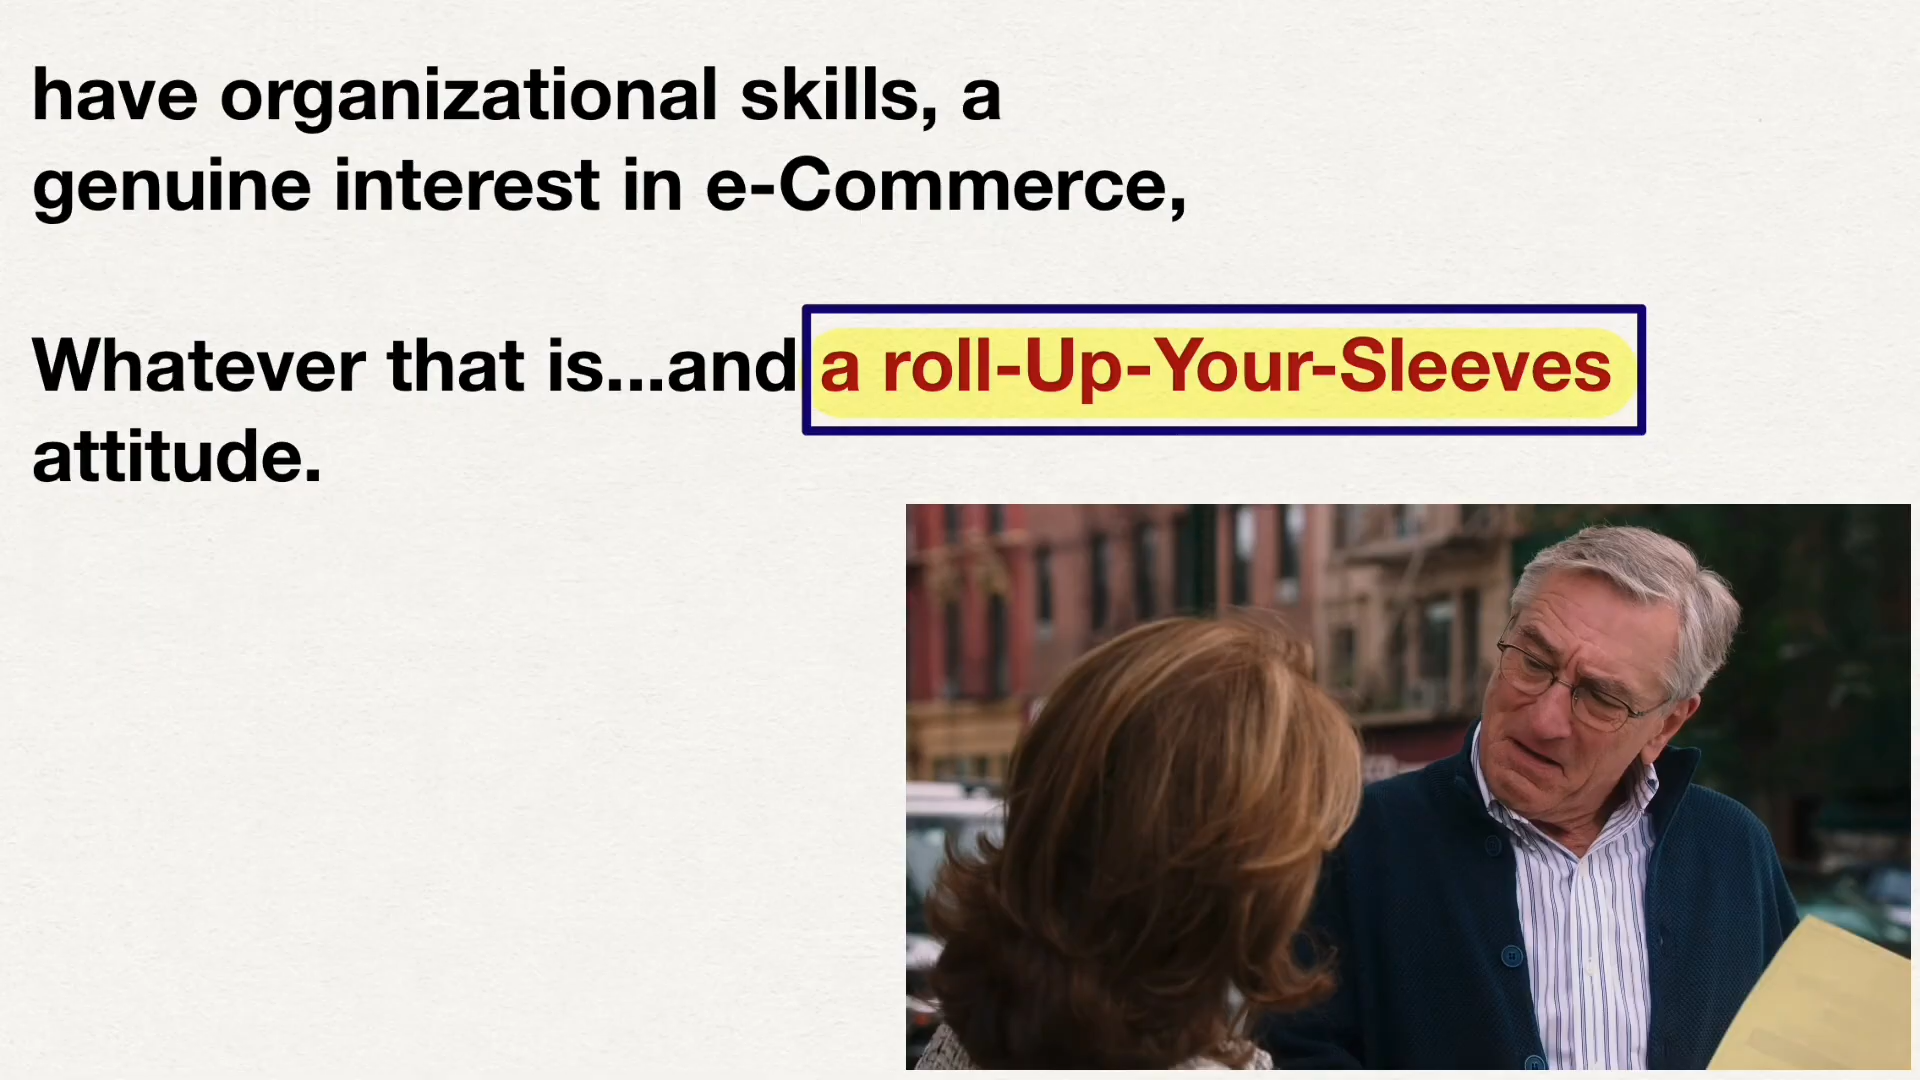 have organizational skills, a
genuine interest in e-Commerce,
Whatever that is...and a roll-Up-Your-Sleeves
attitude.